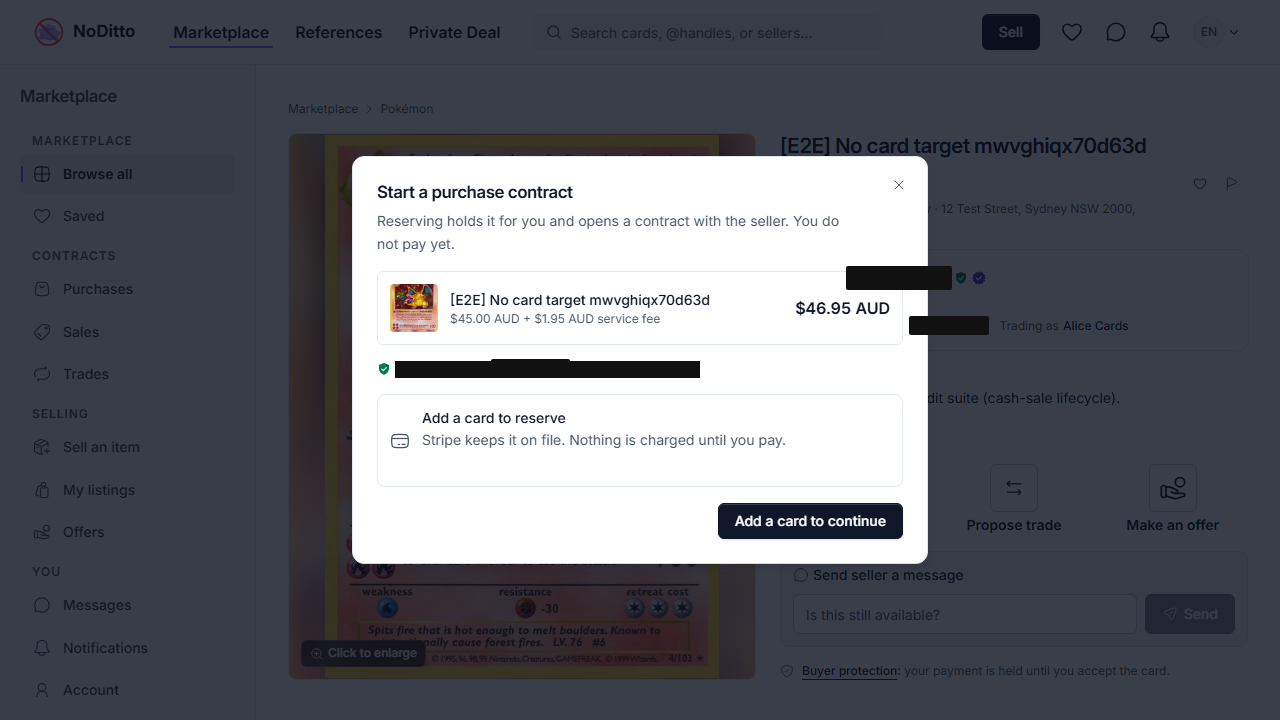 NoDitto
Marketplace
References
Private Deal
Search cards, @handles, or sellers...
Sell
EN
Marketplace
MARKETPLACE
Browse all
Saved
CONTRACTS
Purchases
Sales
Trades
SELLING
Sell an item
My listings
Offers
YOU
Messages
Notifications
Account
Marketplace
Pokémon
[E2E] No card target mwvghiqx70d63d
· 12 Test Street, Sydney NSW 2000,
Trading as Alice Cards
suite (cash-sale lifecycle).
Propose trade
Make an offer
Send seller a message
Is this still available?
Send
Buyer protection: your payment is held until you accept the card.
Start a purchase contract
Reserving holds it for you and opens a contract with the seller. You do
not pay yet.
[E2E] No card target mwvghiqx70d63d
$45.00 AUD + $1.95 AUD service fee
$46.95 AUD
Add a card to reserve
Stripe keeps it on file. Nothing is charged until you pay.
Add a card to continue
weakness
resistance
retreat cost
-30
Spits fire that is hot enough to melt boulders. Known to
cause forest fires. LV. 76 #6
4/102
Click to enlarge